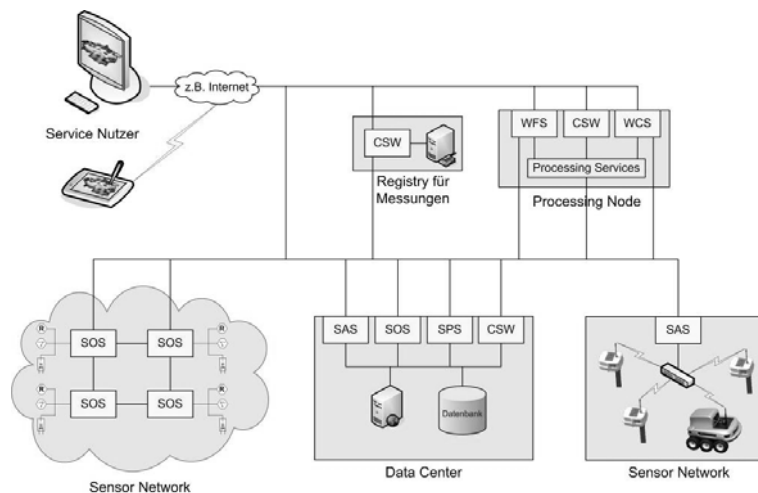 z.B. Internet
Service Nutzer
CSW
Registry für
Messungen
WFS CSW WCS
Processing Services
Processing Node
SOS SOS
SOS SOS
R R
R R
Sensor Network
SAS SOS SPS CSW
Datenbank
Data Center
SAS
Sensor Network